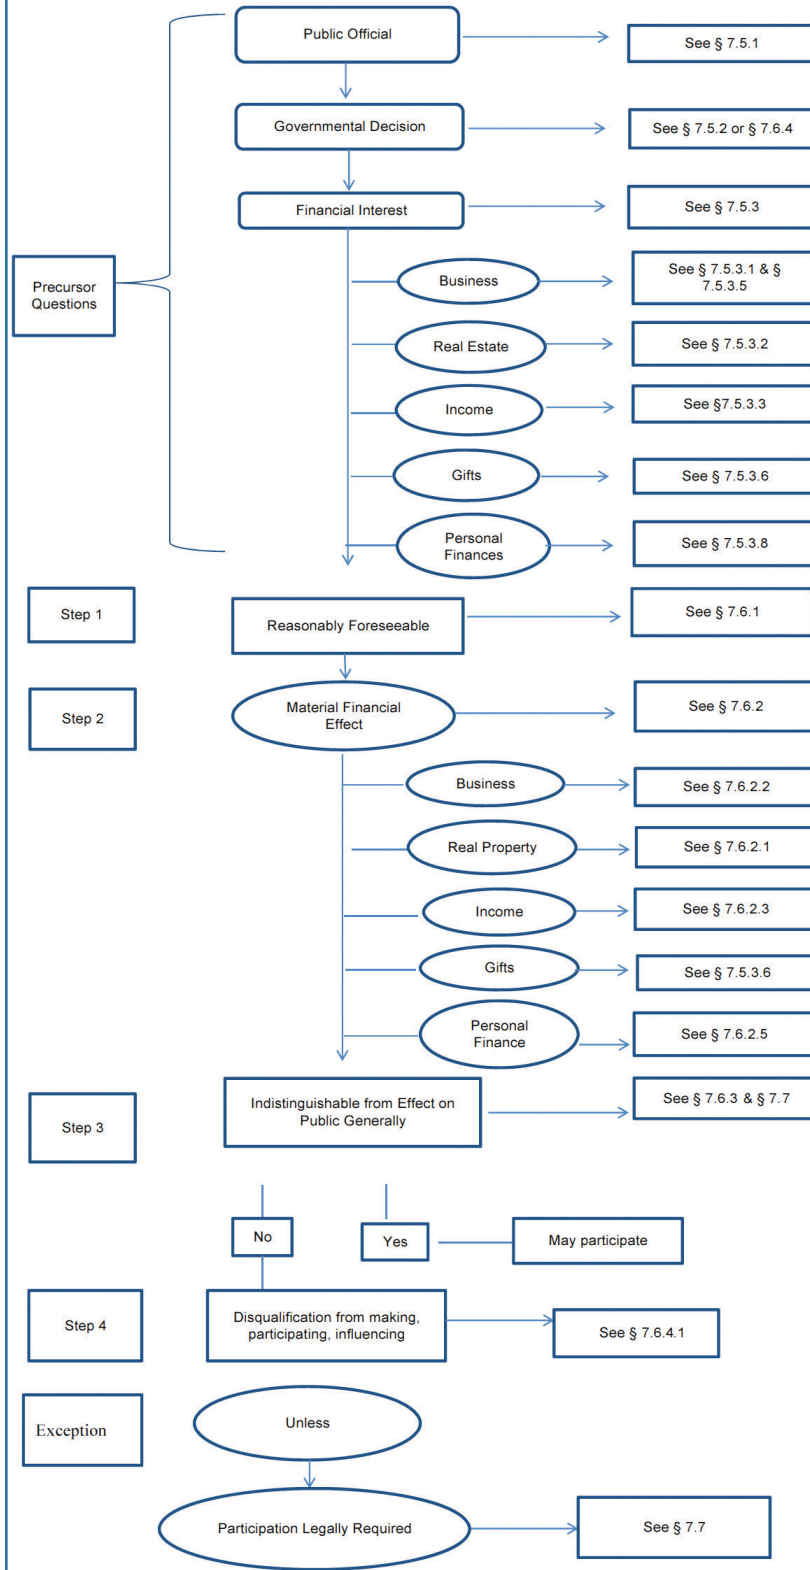 Public Official
See § 7.5.1
Governmental Decision
See § 7.5.2 or § 7.6.4
Financial Interest
See § 7.5.3
Precursor
Questions
Business
See § 7.5.3.1 & §
7.5.3.5
Real Estate
See § 7.5.3.2
Income
See §7.5.3.3
Gifts
See § 7.5.3.6
Personal
Finances
See § 7.5.3.8
Step 1
Reasonably Foreseeable
See § 7.6.1
Step 2
Material Financial
Effect
See § 7.6.2
Business
See § 7.6.2.2
Real Property
See § 7.6.2.1
Income
See § 7.6.2.3
Gifts
See § 7.5.3.6
Personal
Finance
See § 7.6.2.5
Step 3
Indistinguishable from Effect on
Public Generally
See § 7.6.3 & § 7.7
No
Yes
May participate
Step 4
Disqualification from making,
participating, influencing
See § 7.6.4.1
Exception
Unless
Participation Legally Required
See § 7.7